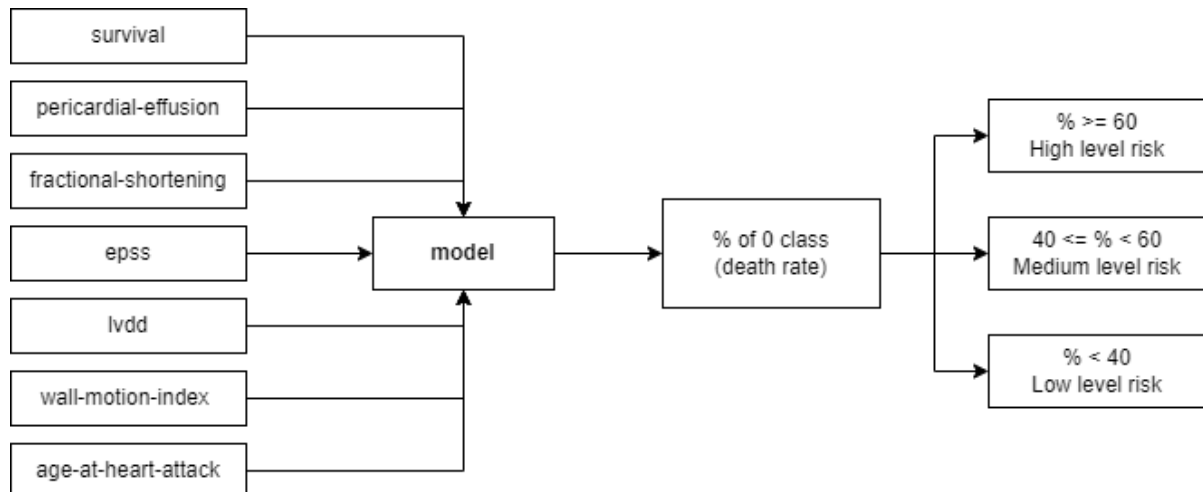 survival
pericardial-effusion
fractional-shortening
epss
lvdd
wall-motion-index
age-at-heart-attack
model
% of 0 class
(death rate)
% >= 60
High level risk
40 <= % < 60
Medium level risk
% < 40
Low level risk